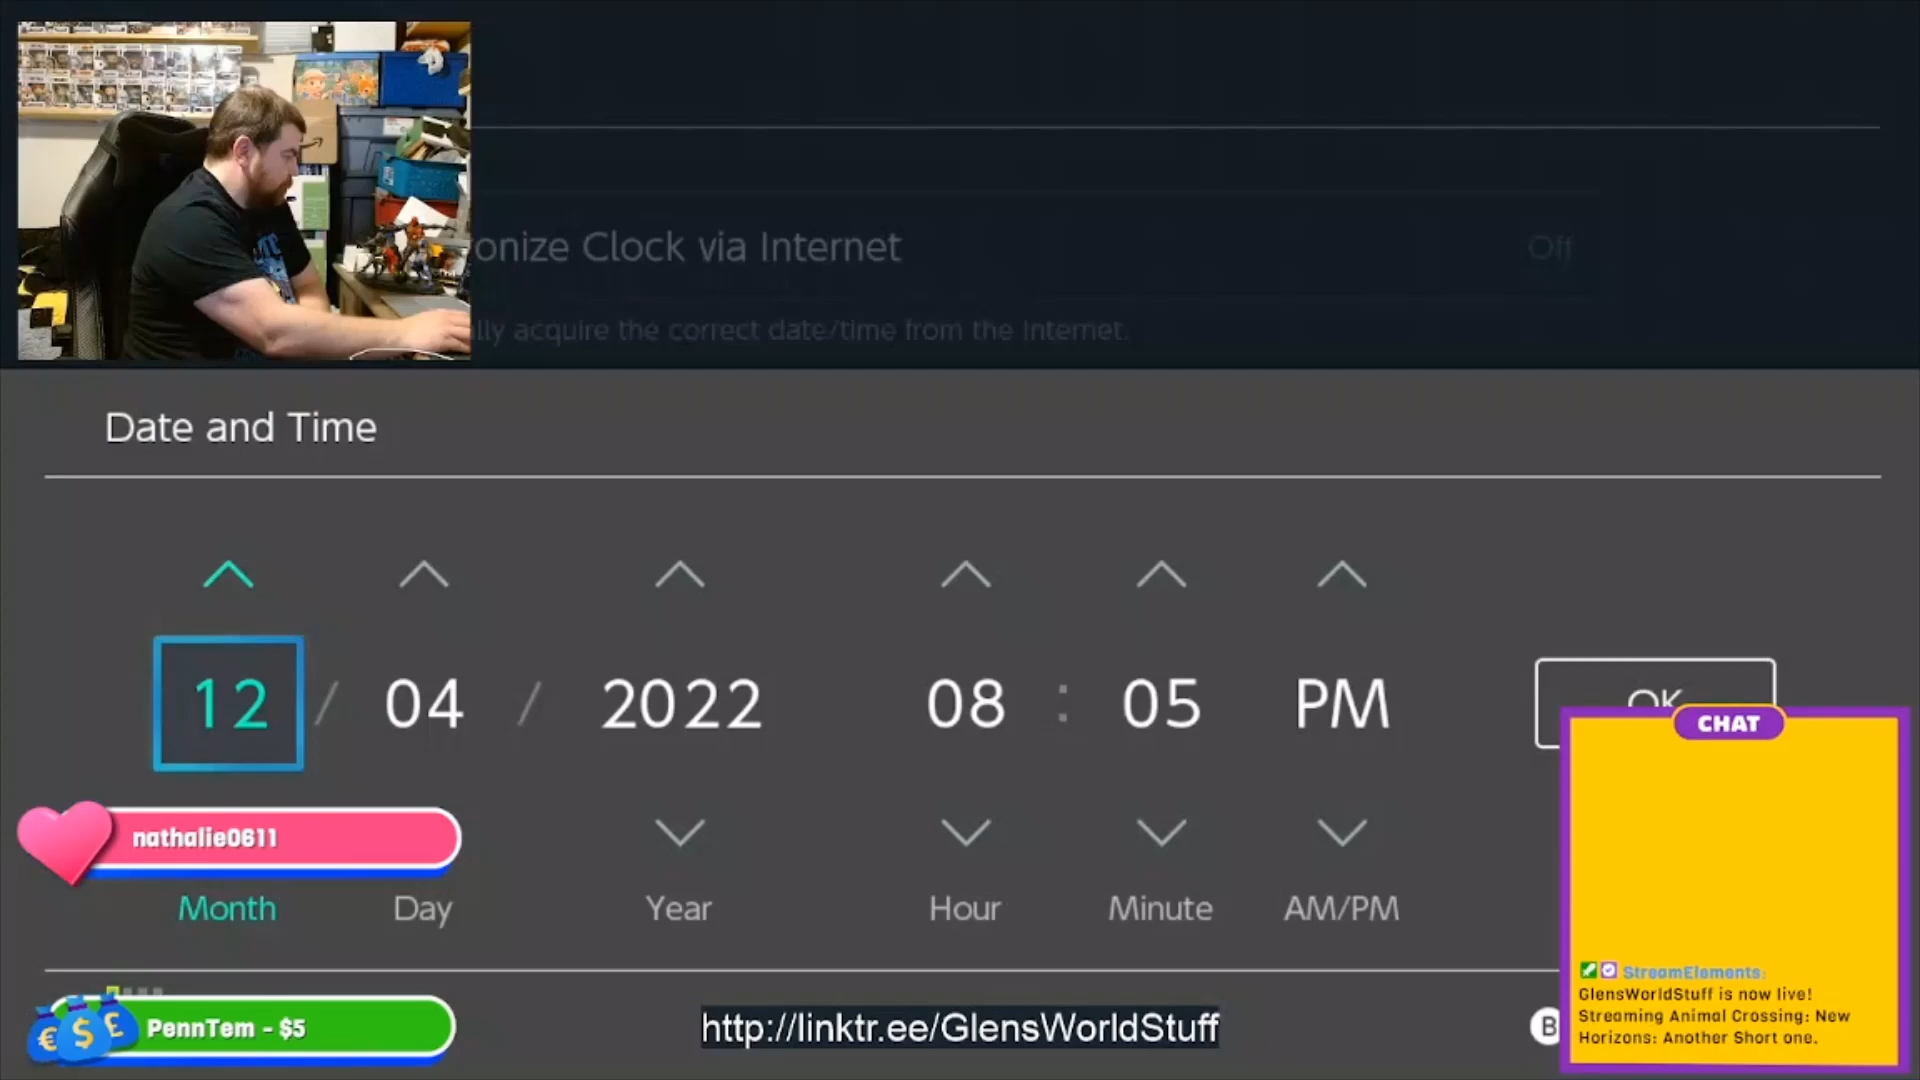 onize Clock via Internet
Off
lly acquire the correct date/time from the Internet.
Date and Time
12 / 04 / 2022 08 : 05 PM
OK
CHAT
nathalie0611
Month Day Year Hour Minute AM/PM
StreamElements:
GlensWorldStuff is now live!
Streaming Animal Crossing: New
Horizons: Another Short one.
PennTem - $5
http://linktr.ee/GlensWorldStuff
B